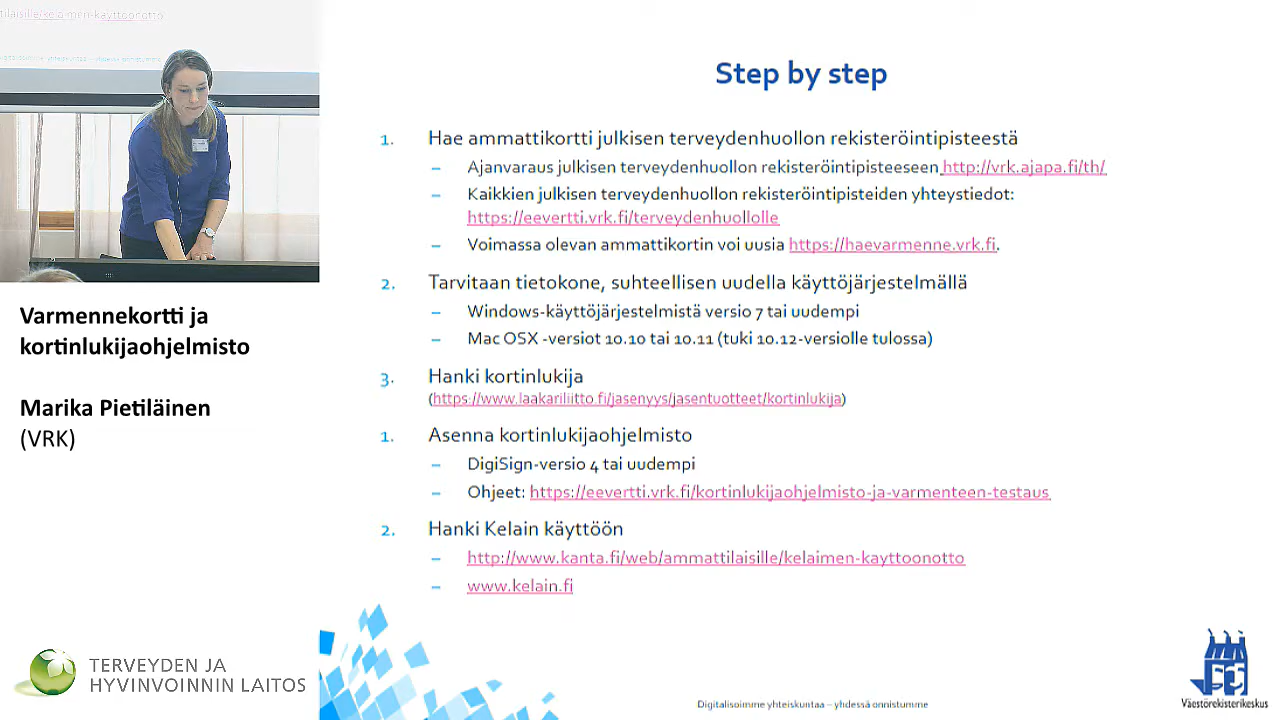 tilaisille/kelaimen-kayttoonotto
Step by step
1. Hae ammattikortti julkisen terveydenhuollon rekisteröintipisteestä
– Ajanvaraus julkisen terveydenhuollon rekisteröintipisteeseen http://vrk.ajapa.fi/th/
– Kaikkien julkisen terveydenhuollon rekisteröintipisteiden yhteystiedot:
https://eevertti.vrk.fi/terveydenhuollolle
– Voimassa olevan ammattikortin voi uusia https://haevarmenne.vrk.fi.
2. Tarvitaan tietokone, suhteellisen uudella käyttöjärjestelmällä
– Windows-käyttöjärjestelmistä versio 7 tai uudempi
– Mac OSX -versiot 10.10 tai 10.11 (tuki 10.12-versiolle tulossa)
3. Hanki kortinlukija
(https://www.laakariliitto.fi/jasenyys/jasentuotteet/kortinlukija)
1. Asenna kortinlukijaohjelmisto
– DigiSign-versio 4 tai uudempi
– Ohjeet: https://eevertti.vrk.fi/kortinlukijaohjelmisto-ja-varmenteen-testaus
2. Hanki Kelain käyttöön
– http://www.kanta.fi/web/ammattilaisille/kelaimen-kayttoonotto
– www.kelain.fi
Varmennekortti ja
kortinlukijaohjelmisto
Marika Pietiläinen
(VRK)
TERVEYDEN JA
HYVINVOINNIN LAITOS
Digitalisoimme yhteiskuntaa – yhdessä onnistumme
Väestörekisterikeskus